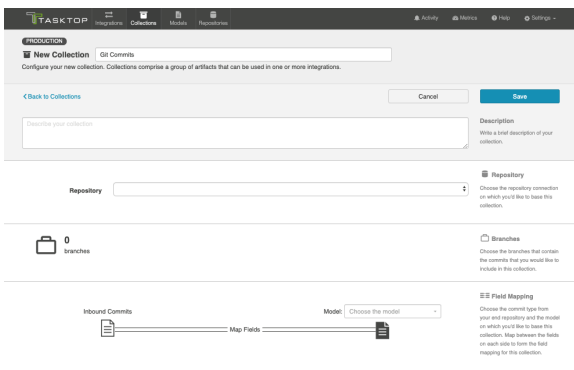 TASKTOP
Integrations
Collections
Models
Repositories
Activity
Metrics
Help
Settings
PRODUCTION
New Collection
Git Commits
Configure your new collection. Collections comprise a group of artifacts that can be used in one or more integrations.
Back to Collections
Cancel
Save
Describe your collection
Description
Write a brief description of your
collection.
Repository
Repository
Choose the repository connection
on which you'd like to base this
collection.
0
branches
Branches
Choose the branches that contain
the commits that you would like to
include in this collection.
Inbound Commits
Map Fields
Model:
Choose the model
Field Mapping
Choose the commit type from
your end repository and the model
on which you'd like to base this
collection. Map between the fields
on each side to form the field
mapping for this collection.